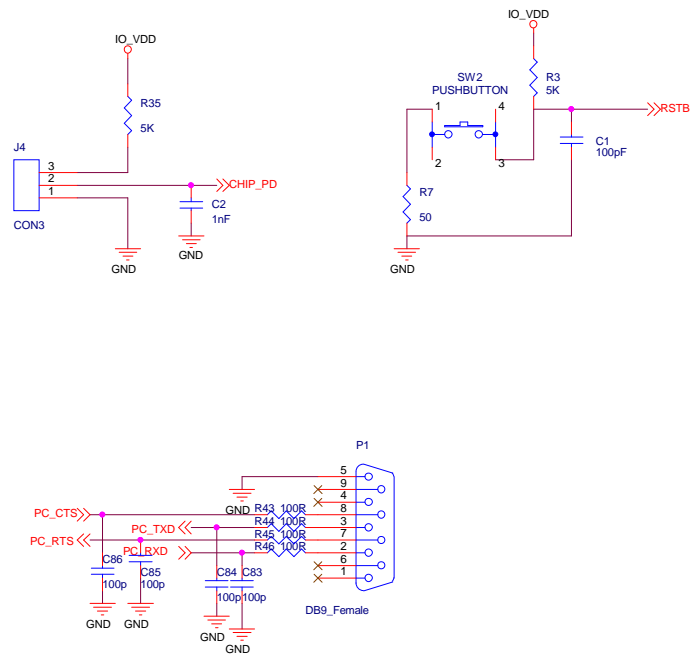 IO_VDD
R35
5K
J4
3
2
1
CON3
CHIP_PD
C2
1nF
GND
GND
IO_VDD
SW2
PUSHBUTTON
R3
5K
1
4
2
3
RSTB
C1
100pF
R7
50
GND
P1
5
9
4
8
3
7
2
6
1
GND
PC_CTS
R43 100R
PC_TXD
R44 100R
PC_RTS
R45 100R
PC_RXD
R46 100R
C86
100p
C85
100p
C84
100p
C83
100p
GND
GND
GND
GND
DB9_Female